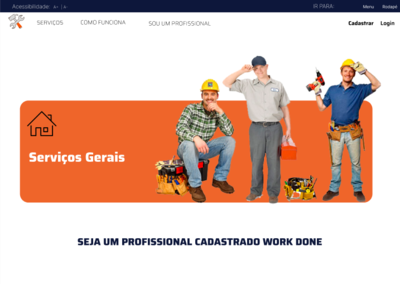 Acessibilidade: A+ | A-
IR PARA:
Menu
Rodapé
SERVIÇOS
COMO FUNCIONA
SOU UM PROFISSIONAL
Cadastrar
Login
Serviços Gerais
SEJA UM PROFISSIONAL CADASTRADO WORK DONE